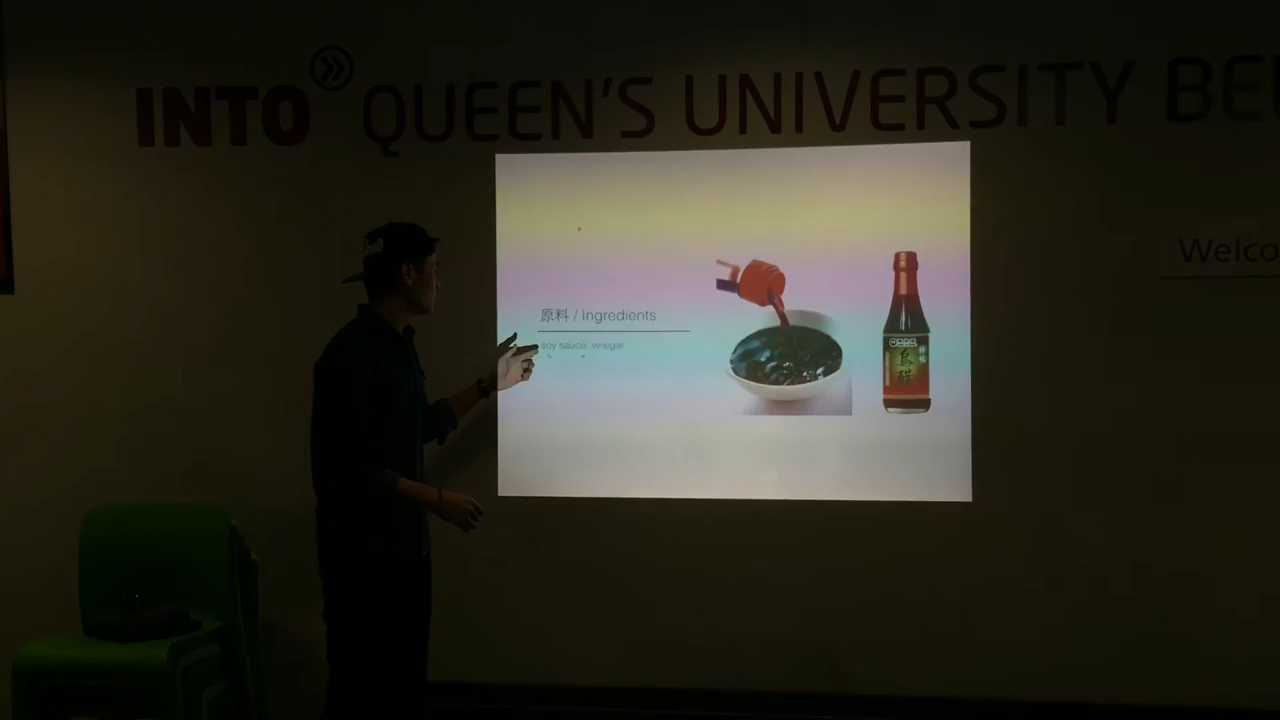 INTO QUEEN'S UNIVERSITY BE
Welco
原料 / Ingredients
soy sauce, vinegar